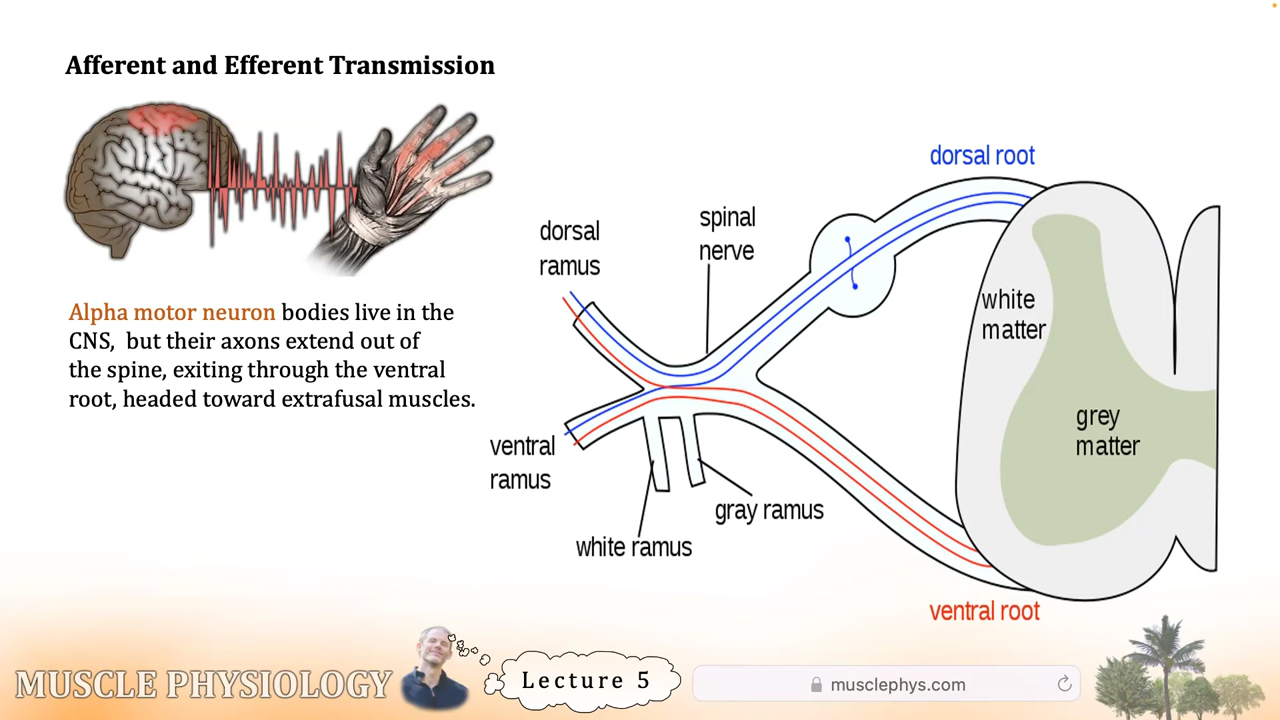 Afferent and Efferent Transmission
Alpha motor neuron bodies live in the
CNS, but their axons extend out of
the spine, exiting through the ventral
root, headed toward extrafusal muscles.
dorsal root
spinal
nerve
dorsal
ramus
white
matter
grey
matter
ventral
ramus
gray ramus
white ramus
ventral root
MUSCLE PHYSIOLOGY
Lecture 5
musclephys.com